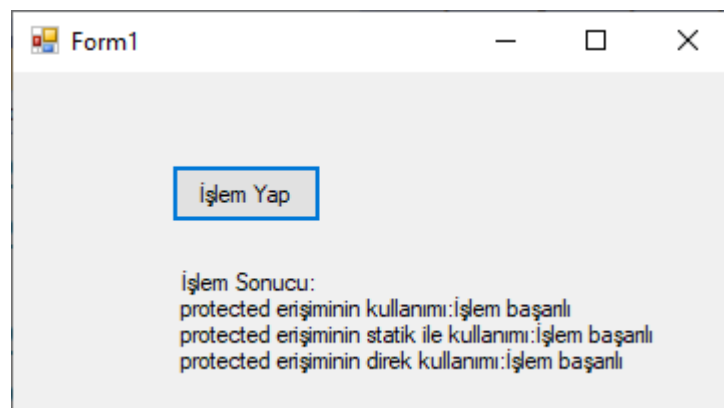 Form1
İşlem Yap
İşlem Sonucu:
protected erişiminin kullanımı:İşlem başarılı
protected erişiminin statik ile kullanımı:İşlem başarılı
protected erişiminin direk kullanımı:İşlem başarılı